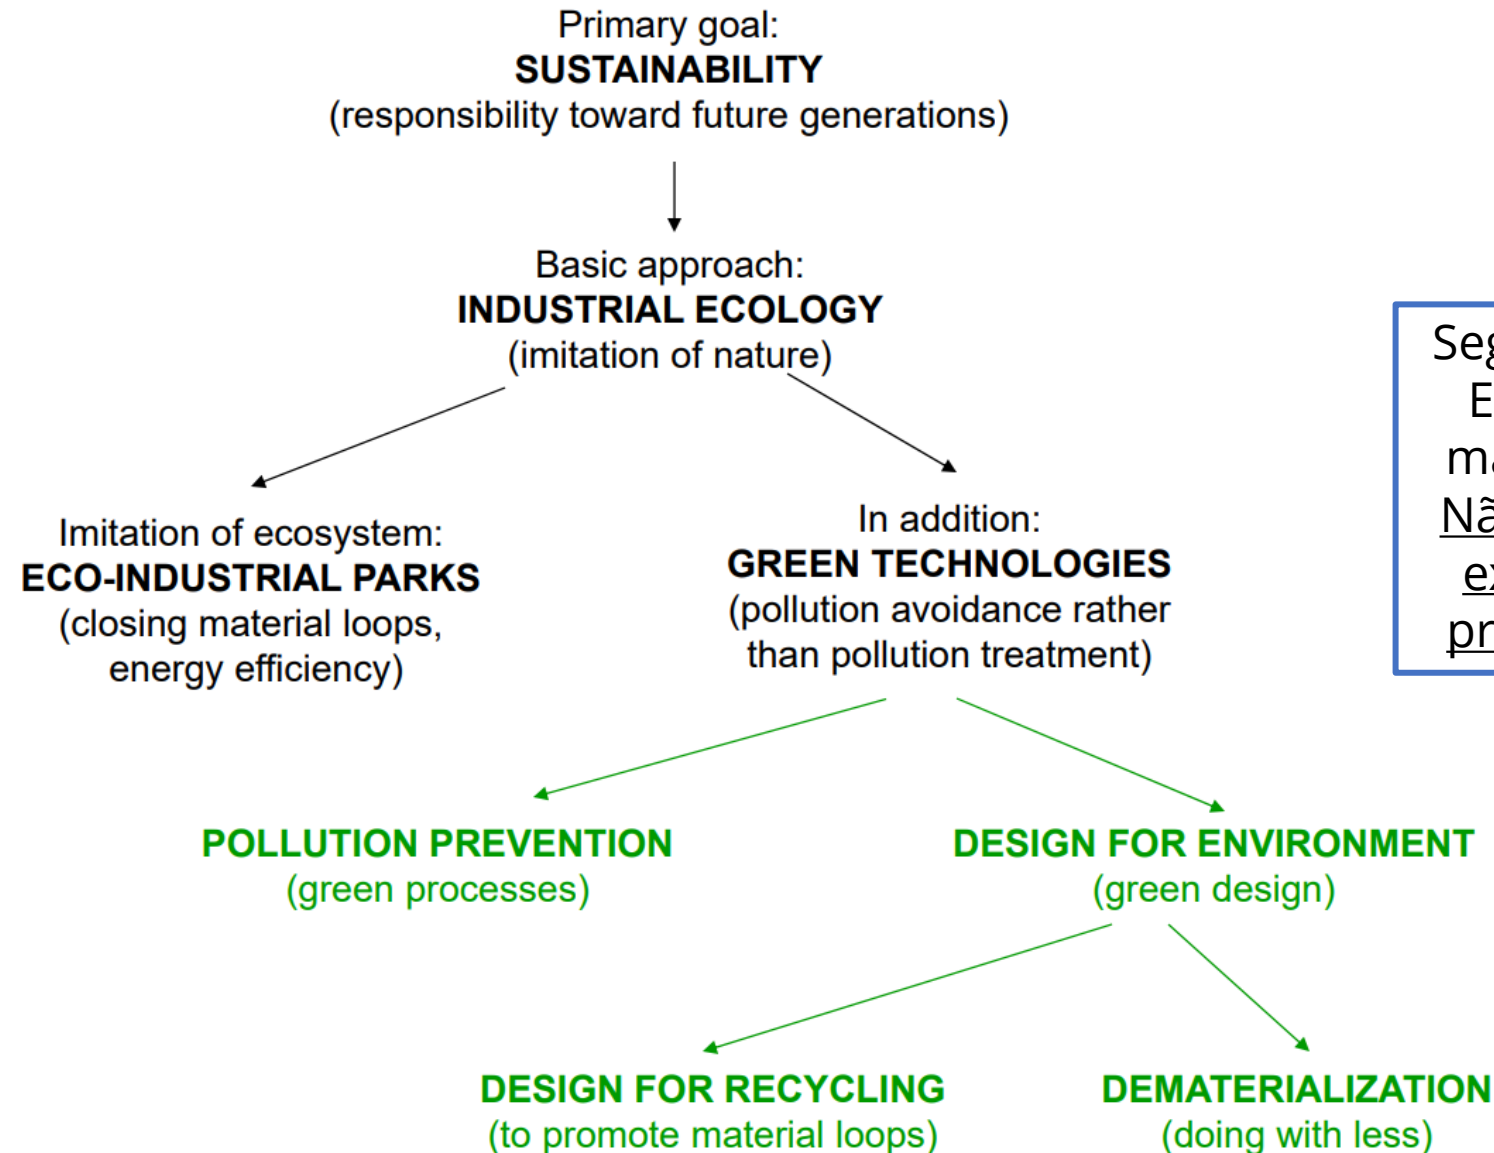 Primary goal:
SUSTAINABILITY
(responsibility toward future generations)
Basic approach:
INDUSTRIAL ECOLOGY
(imitation of nature)
Imitation of ecosystem:
ECO-INDUSTRIAL PARKS
(closing material loops,
energy efficiency)
In addition:
GREEN TECHNOLOGIES
(pollution avoidance rather
than pollution treatment)
POLLUTION PREVENTION
(green processes)
DESIGN FOR ENVIRONMENT
(green design)
DESIGN FOR RECYCLING
(to promote material loops)
DEMATERIALIZATION
(doing with less)